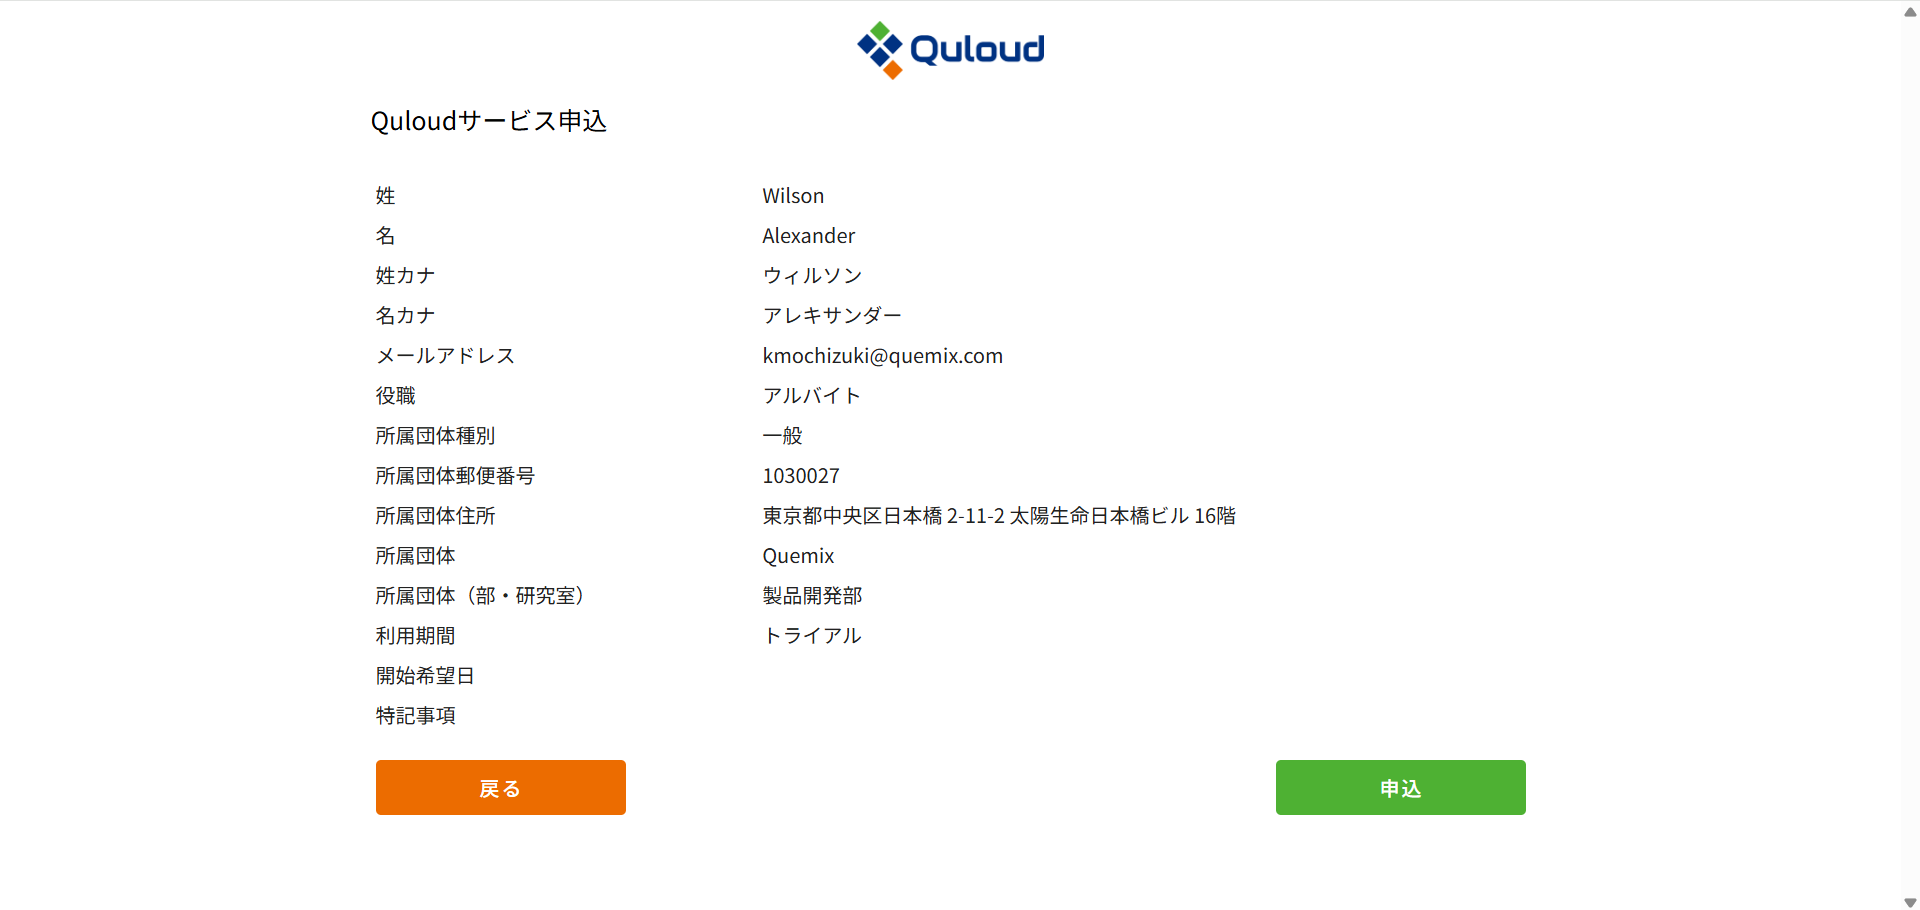 Quloud
Quloudサービス申込
姓 Wilson
名 Alexander
姓カナ ウィルソン
名カナ アレキサンダー
メールアドレス kmochizuki@quemix.com
役職 アルバイト
所属団体種別 一般
所属団体郵便番号 1030027
所属団体住所 東京都中央区日本橋 2-11-2 太陽生命日本橋ビル 16階
所属団体 Quemix
所属団体（部・研究室） 製品開発部
利用期間 トライアル
開始希望日
特記事項
戻る 申込